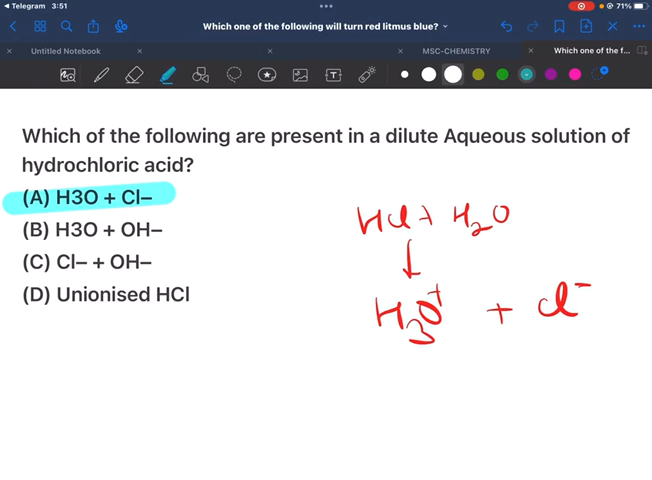 Telegram 3:51
71%
Which one of the following will turn red litmus blue?
Untitled Notebook
MSC-CHEMISTRY
Which one of the f...
Which of the following are present in a dilute Aqueous solution of
hydrochloric acid?
(A) H3O + Cl–
(B) H3O + OH–
(C) Cl– + OH–
(D) Unionised HCl
HCl + H₂O
↓
H₃O⁺ + Cl⁻